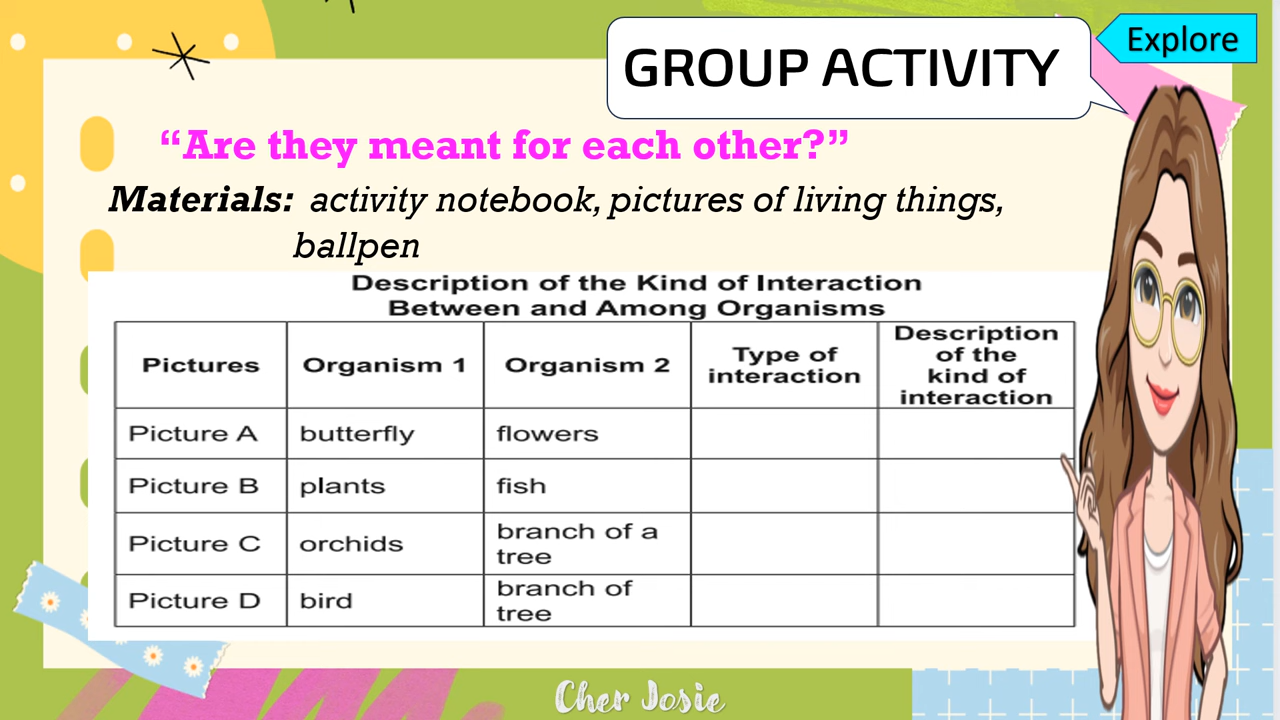 GROUP ACTIVITY
Explore
“Are they meant for each other?”
Materials: activity notebook, pictures of living things,
ballpen
Description of the Kind of Interaction
Between and Among Organisms
Pictures Organism 1 Organism 2 Type of interaction Description of the kind of interaction
Picture A butterfly flowers
Picture B plants fish
Picture C orchids branch of a tree
Picture D bird branch of tree
Cher Josie